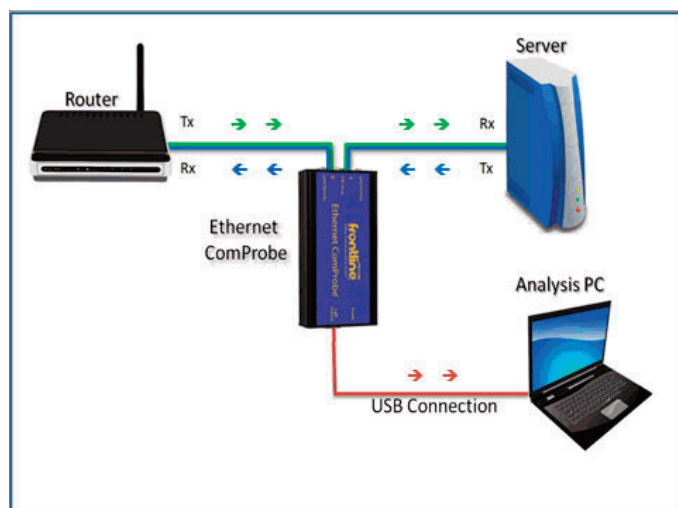 Server
Router
Tx
Rx
Rx
Tx
Ethernet
ComProbe
frontline
Ethernet ComProbe
Analysis PC
USB Connection